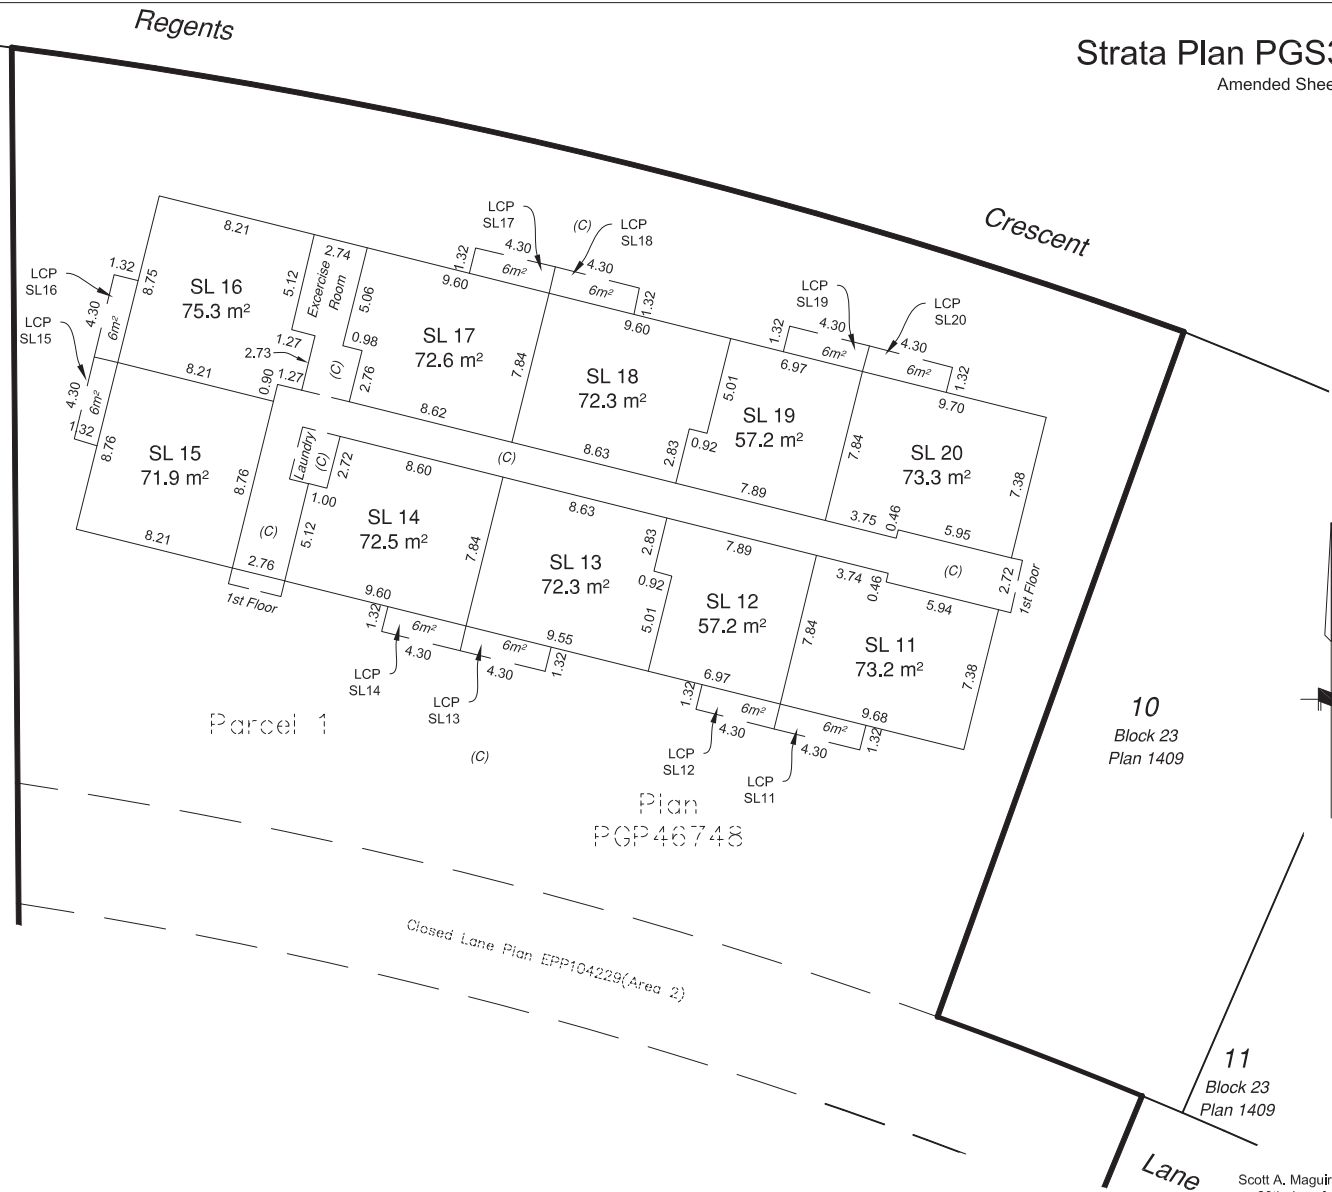 Regents
Strata Plan PGS3
Amended Shee
Crescent
LCP
SL17
(C)
LCP
SL18
1.32
4.30
6m²
4.30
6m²
1.32
8.21
8.75
SL 16
75.3 m²
5.12
2.74
Excercise
Room
5.06
9.60
LCP
SL16
1.32
4.30
6m²
LCP
SL15
4.30
6m²
1.32
1.27
2.73
1.27
0.90
(C)
0.98
2.76
SL 17
72.6 m²
7.84
8.62
9.60
SL 18
72.3 m²
5.01
0.92
2.83
8.63
LCP
SL19
LCP
SL20
1.32
4.30
6m²
4.30
6m²
1.32
6.97
SL 19
57.2 m²
7.84
7.89
9.70
SL 20
73.3 m²
7.38
3.75
0.46
5.95
8.21
8.76
SL 15
71.9 m²
8.76
8.21
(C)
2.76
1st Floor
Laundry
(C)
2.72
1.00
5.12
(C)
8.60
SL 14
72.5 m²
7.84
9.60
8.63
SL 13
72.3 m²
2.83
0.92
5.01
9.55
7.89
SL 12
57.2 m²
7.84
6.97
3.74
0.46
5.94
(C)
2.72
1st Floor
SL 11
73.2 m²
7.38
9.68
1.32
6m²
4.30
LCP
SL14
6m²
4.30
1.32
LCP
SL13
1.32
6m²
4.30
LCP
SL12
6m²
4.30
1.32
LCP
SL11
Parcel 1
(C)
Plan
PGP46748
10
Block 23
Plan 1409
Closed Lane Plan EPP104229(Area 2)
11
Block 23
Plan 1409
Lane
Scott A. Maguir